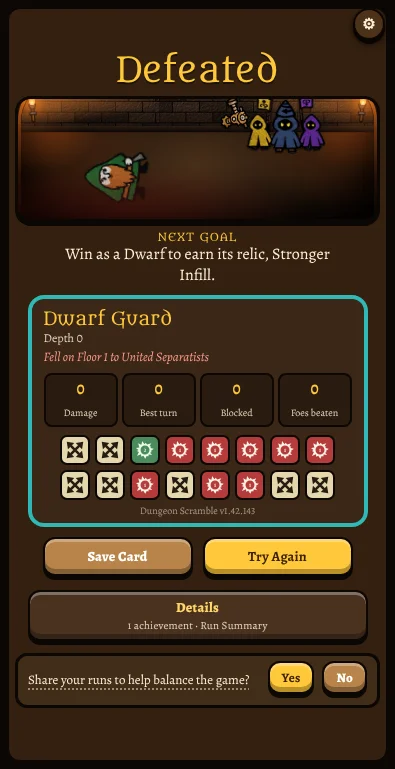 Defeated
NEXT GOAL
Win as a Dwarf to earn its relic, Stronger
Infill.
Dwarf Guard
Depth 0
Fell on Floor 1 to United Separatists
0 0 0 0
Damage Best turn Blocked Foes beaten
Dungeon Scramble v1.42.143
Save Card Try Again
Details
1 achievement · Run Summary
Share your runs to help balance the game? Yes No